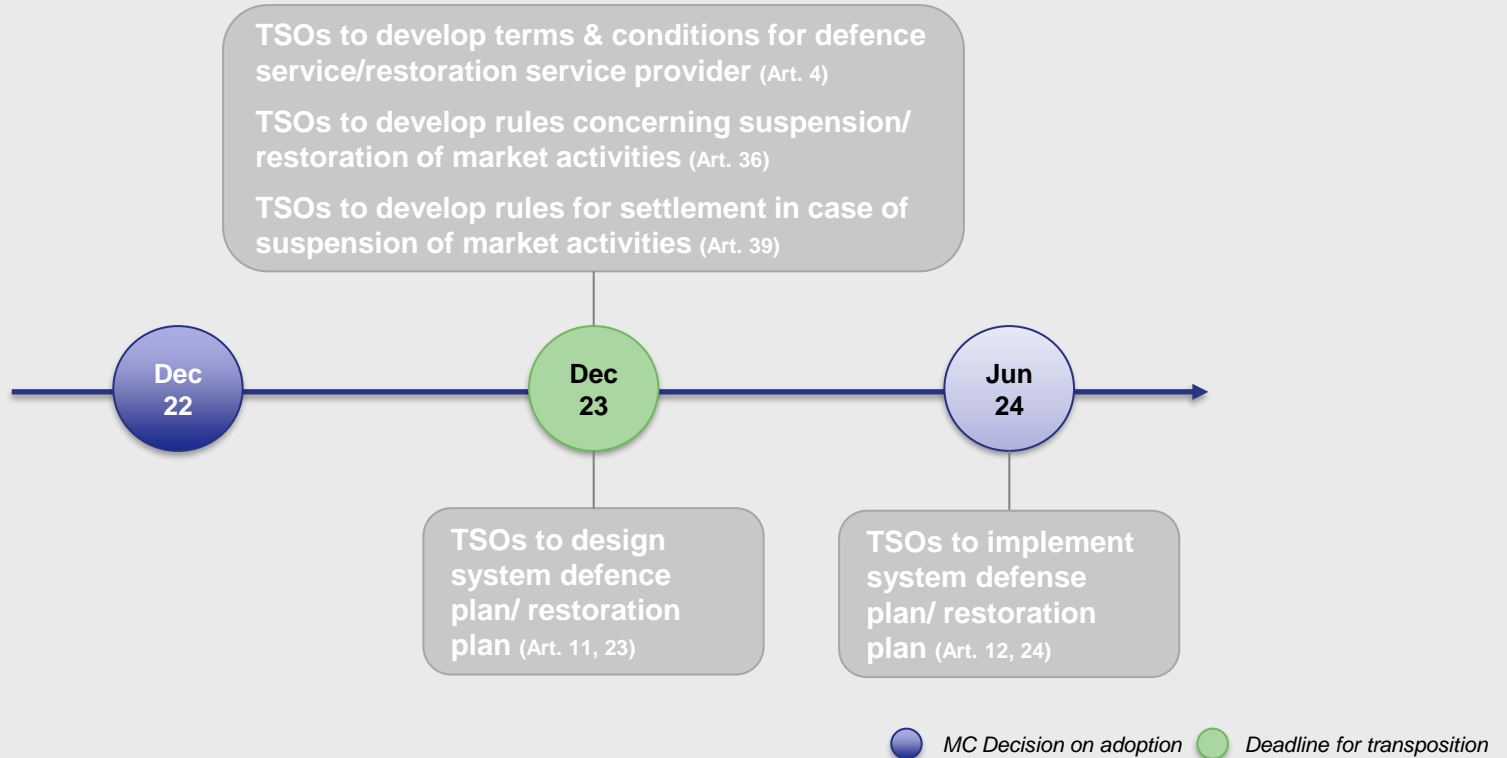 TSOs to develop terms & conditions for defence
service/restoration service provider (Art. 4)
TSOs to develop rules concerning suspension/
restoration of market activities (Art. 36)
TSOs to develop rules for settlement in case of
suspension of market activities (Art. 39)
Dec
22
Dec
23
Jun
24
TSOs to design
system defence
plan/ restoration
plan (Art. 11, 23)
TSOs to implement
system defense
plan/ restoration
plan (Art. 12, 24)
MC Decision on adoption
Deadline for transposition